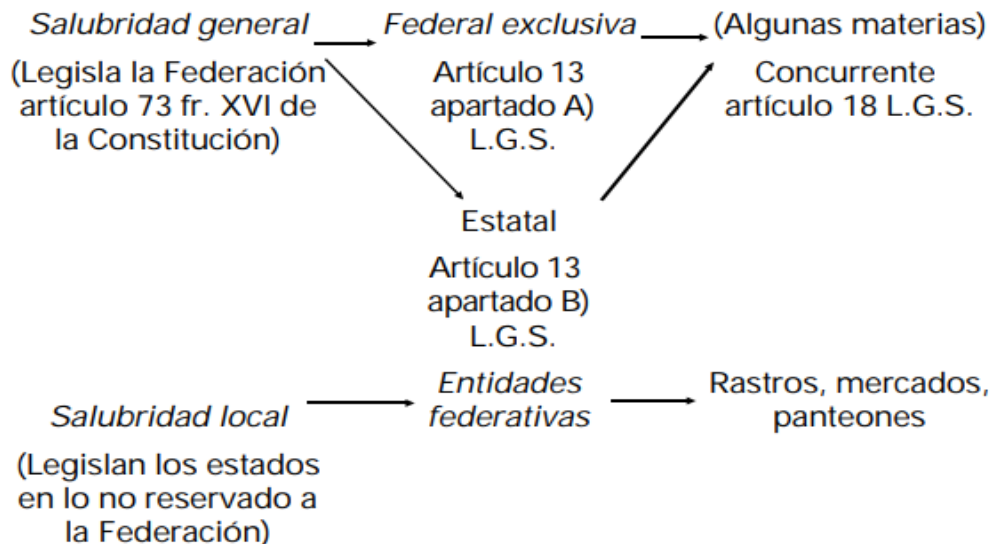 Salubridad general
(Legisla la Federación
artículo 73 fr. XVI de
la Constitución)
Federal exclusiva
Artículo 13
apartado A)
L.G.S.
(Algunas materias)
Concurrente
artículo 18 L.G.S.
Estatal
Artículo 13
apartado B)
L.G.S.
Salubridad local
(Legislan los estados
en lo no reservado a
la Federación)
Entidades
federativas
Rastros, mercados,
panteones